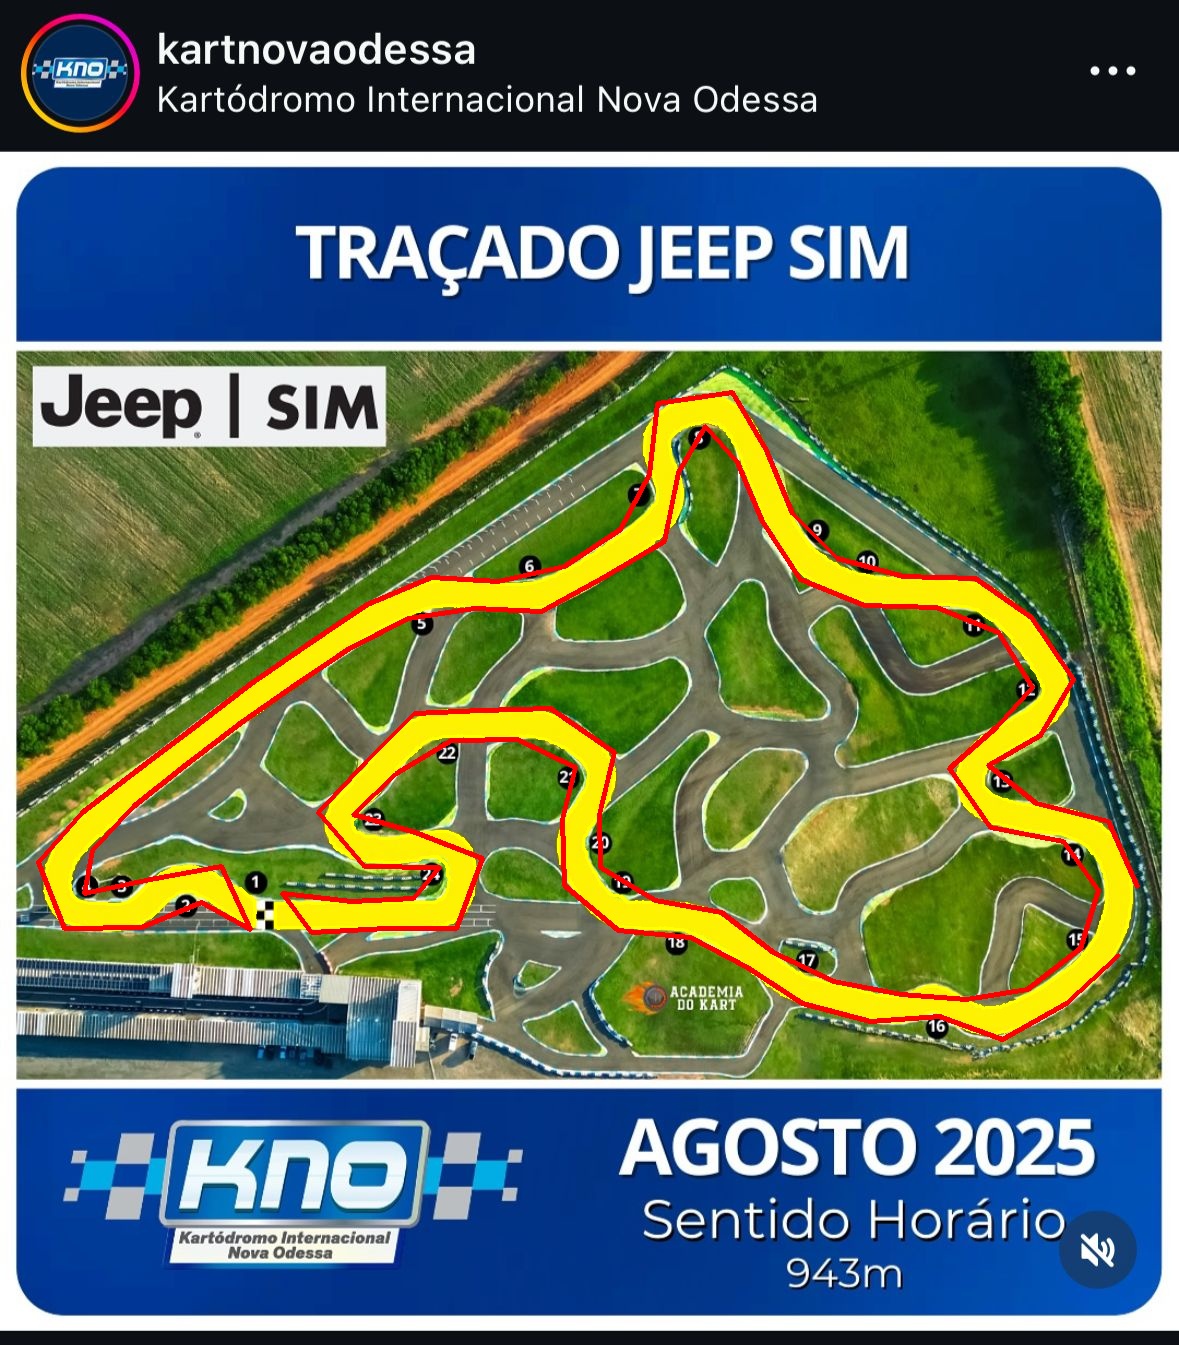 kartnovaodessa
Kartódromo Internacional Nova Odessa
TRAÇADO JEEP SIM
Jeep | SIM
8
7
9
6
10
5
11
12
22
21
13
23
20
14
24
19
1
4
3
2
15
18
17
16
ACADEMIA
DO KART
KNO
Kartódromo Internacional
Nova Odessa
AGOSTO 2025
Sentido Horário
943m